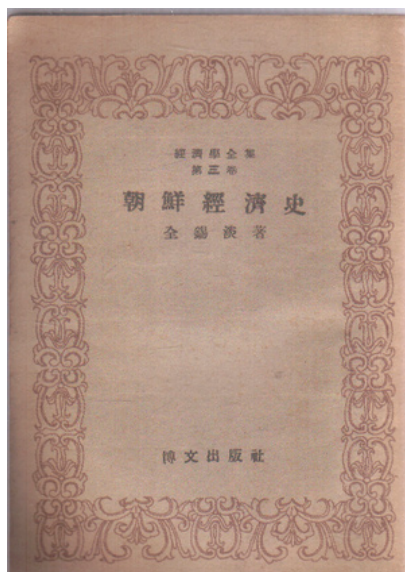 經濟學全集
第三卷
朝鮮經濟史
全錫淡著
博文出版社